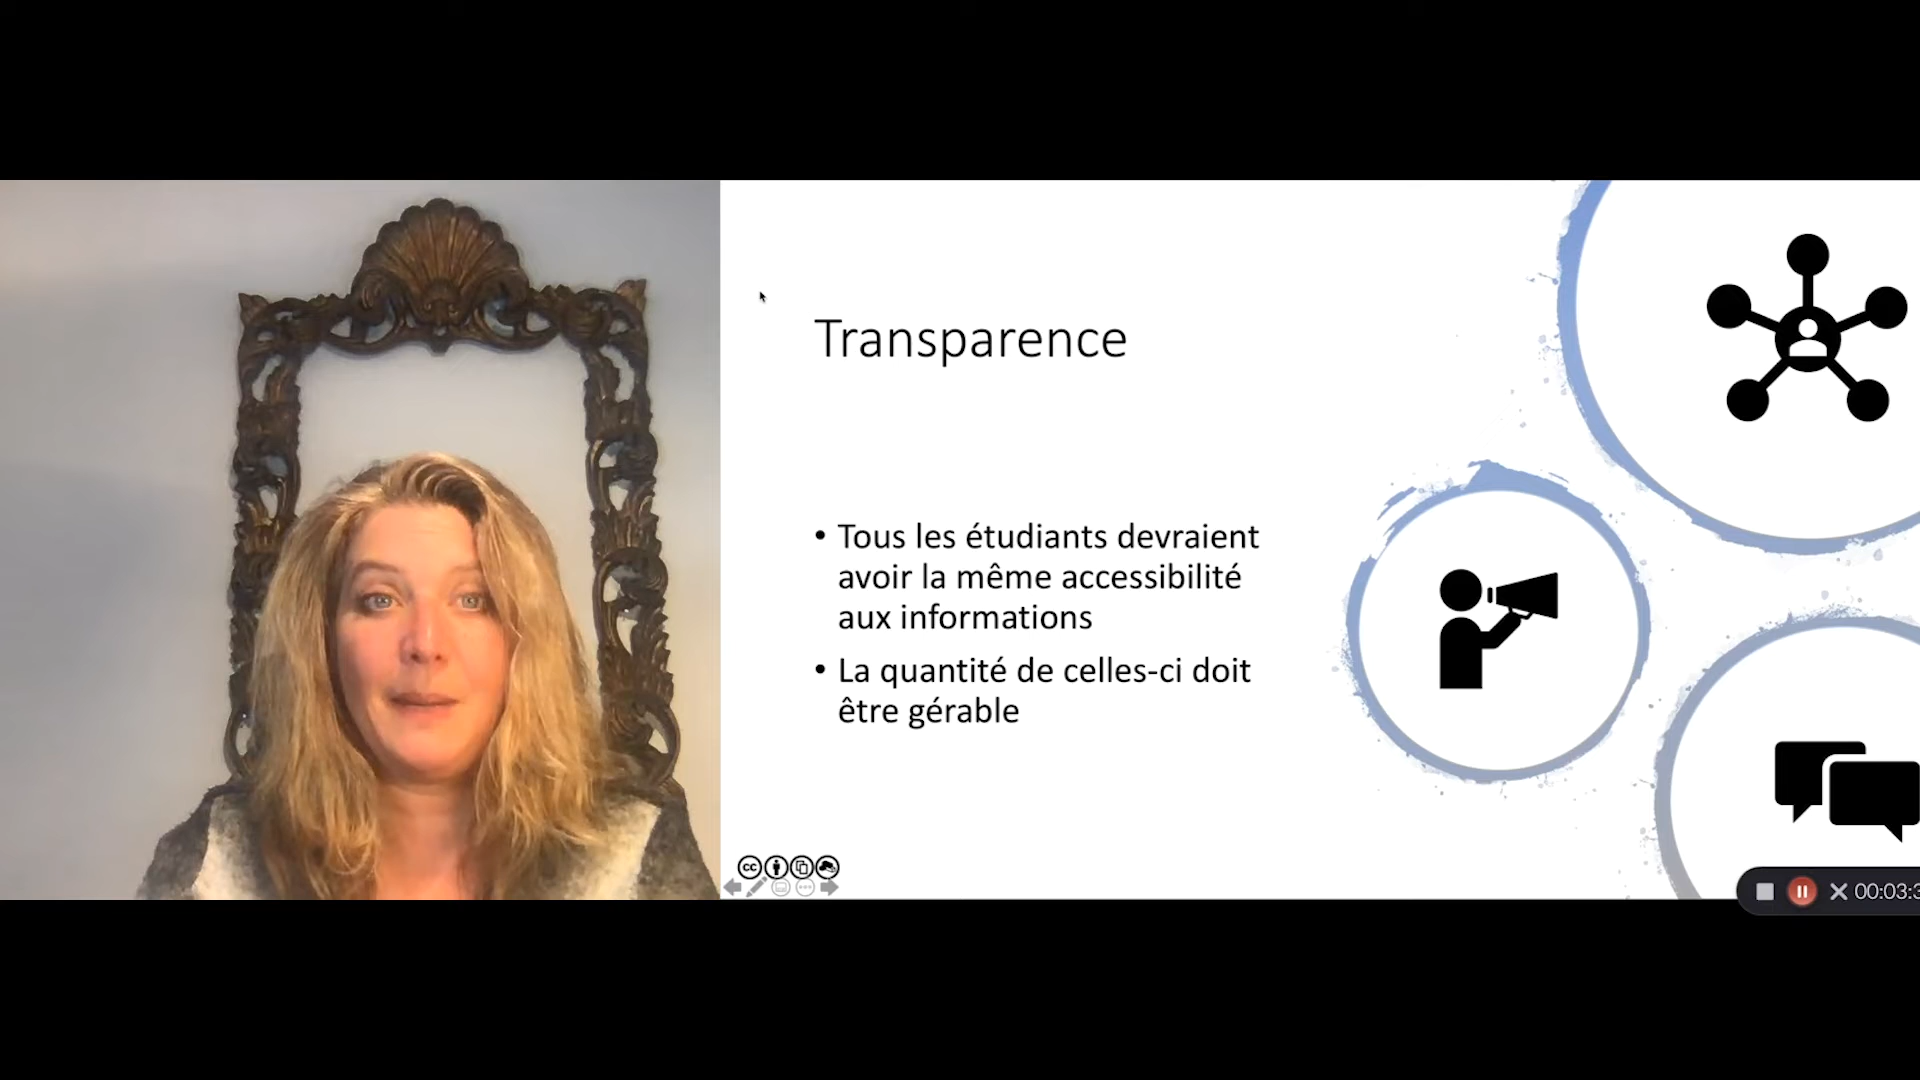 Transparence
• Tous les étudiants devraient
avoir la même accessibilité
aux informations
• La quantité de celles-ci doit
être gérable
cc
00:03:3